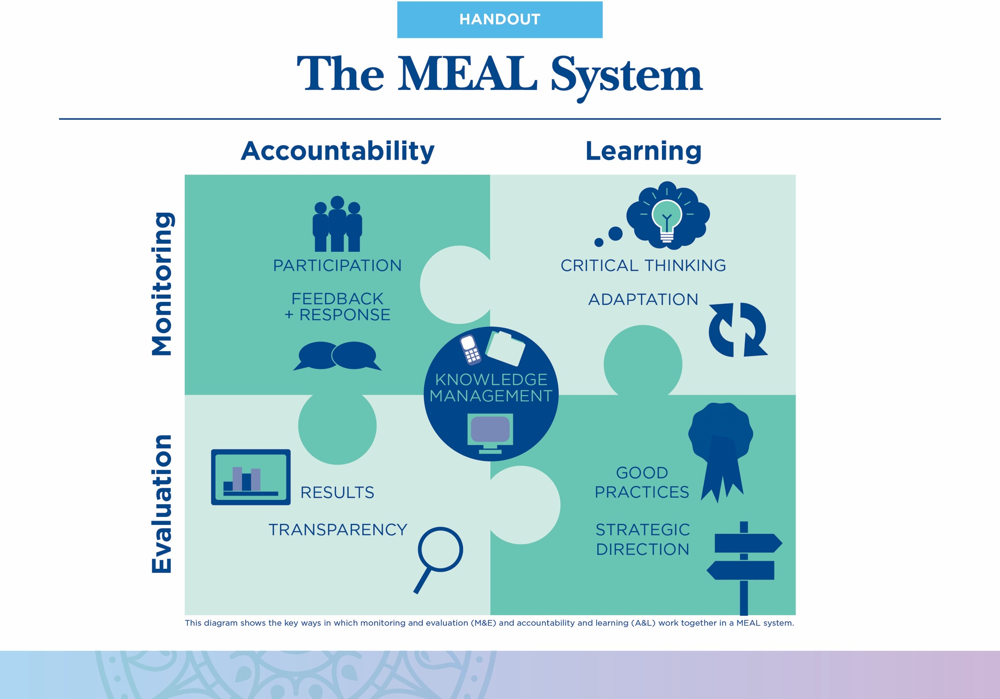 HANDOUT
The MEAL System
Accountability
Learning
Monitoring
PARTICIPATION
FEEDBACK
+ RESPONSE
CRITICAL THINKING
ADAPTATION
KNOWLEDGE
MANAGEMENT
Evaluation
RESULTS
TRANSPARENCY
GOOD
PRACTICES
STRATEGIC
DIRECTION
This diagram shows the key ways in which monitoring and evaluation (M&E) and accountability and learning (A&L) work together in a MEAL system.